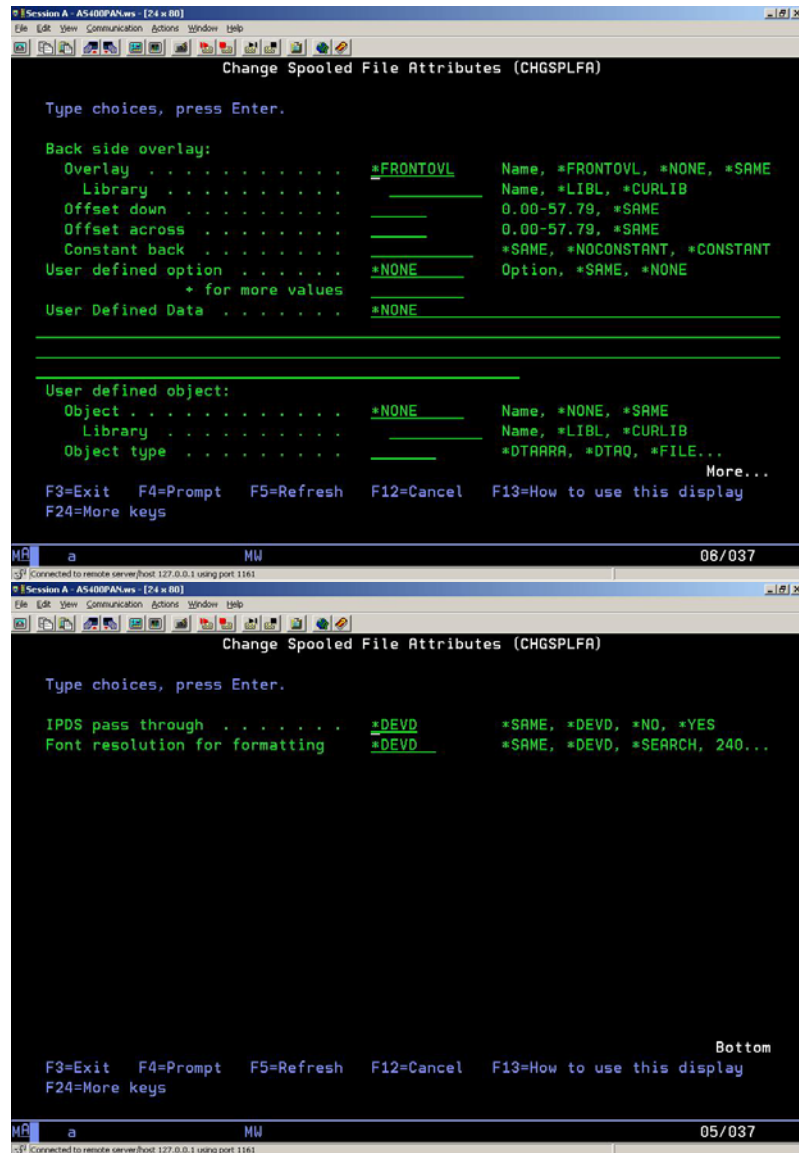 Session A - AS400PAN.ws - [24 x 80]
File Edit View Communication Actions Window Help
Change Spooled File Attributes (CHGSPLFA)
Type choices, press Enter.
Back side overlay:
Overlay . . . . . . . . . . . *FRONTOVL Name, *FRONTOVL, *NONE, *SAME
Library . . . . . . . . . . Name, *LIBL, *CURLIB
Offset down . . . . . . . . . 0.00-57.79, *SAME
Offset across . . . . . . . . 0.00-57.79, *SAME
Constant back . . . . . . . . *SAME, *NOCONSTANT, *CONSTANT
User defined option . . . . . . *NONE Option, *SAME, *NONE
+ for more values
User Defined Data . . . . . . . *NONE
User defined object:
Object . . . . . . . . . . . . *NONE Name, *NONE, *SAME
Library . . . . . . . . . . Name, *LIBL, *CURLIB
Object type . . . . . . . . . *DTAARA, *DTAQ, *FILE...
More...
F3=Exit F4=Prompt F5=Refresh F12=Cancel F13=How to use this display
F24=More keys
MA a MW 06/037
Connected to remote server/host 127.0.0.1 using port 1161
Session A - AS400PAN.ws - [24 x 80]
File Edit View Communication Actions Window Help
Change Spooled File Attributes (CHGSPLFA)
Type choices, press Enter.
IPDS pass through . . . . . . . *DEVD *SAME, *DEVD, *NO, *YES
Font resolution for formatting *DEVD *SAME, *DEVD, *SEARCH, 240...
Bottom
F3=Exit F4=Prompt F5=Refresh F12=Cancel F13=How to use this display
F24=More keys
MA a MW 05/037
Connected to remote server/host 127.0.0.1 using port 1161